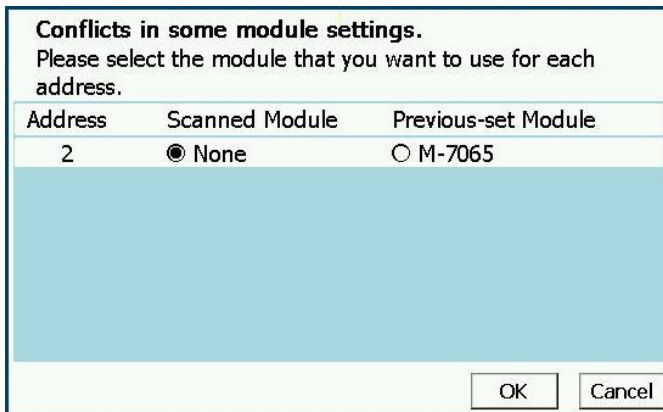 Conflicts in some module settings.
Please select the module that you want to use for each
address.
Address Scanned Module Previous-set Module
2 None M-7065
OK Cancel